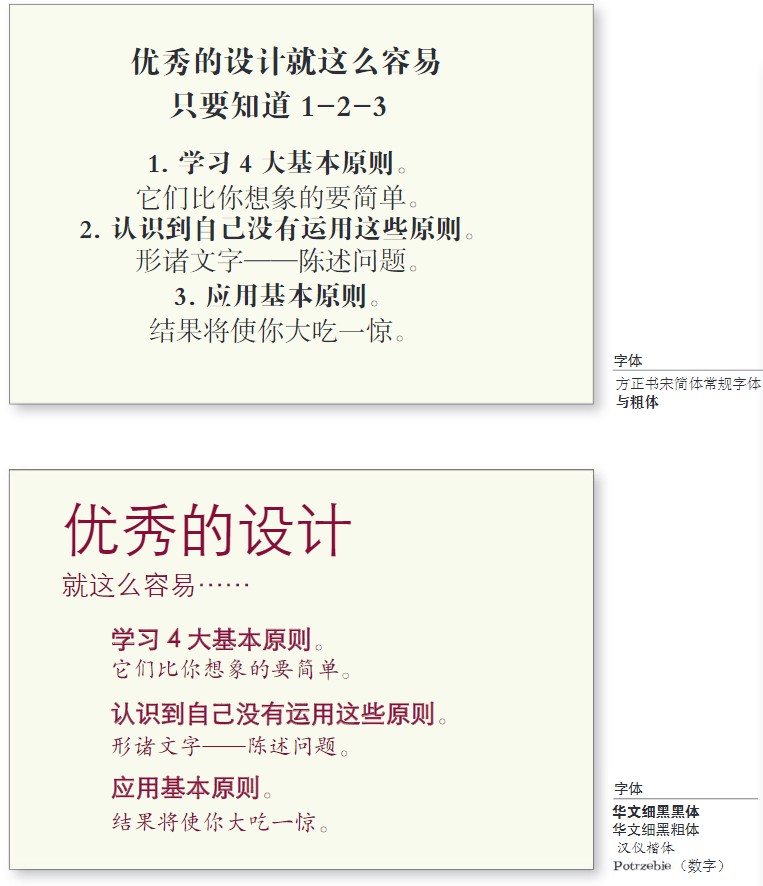 优秀的设计就这么容易
只要知道 1-2-3
1. 学习 4 大基本原则。
它们比你想象的要简单。
2. 认识到自己没有运用这些原则。
形诸文字——陈述问题。
3. 应用基本原则。
结果将使你大吃一惊。
字体
方正书宋简体常规字体
与粗体
优秀的设计
就这么容易……
学习 4 大基本原则。
它们比你想象的要简单。
认识到自己没有运用这些原则。
形诸文字——陈述问题。
应用基本原则。
结果将使你大吃一惊。
字体
华文细黑黑体
华文细黑粗体
汉仪楷体
Potrzebie（数字）